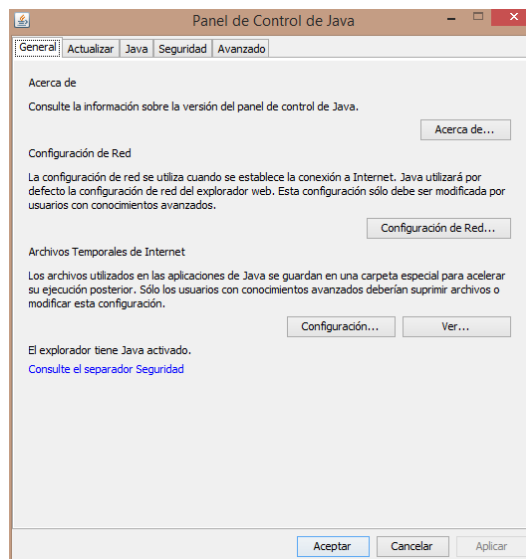 Panel de Control de Java
General Actualizar Java Seguridad Avanzado
Acerca de
Consulte la información sobre la versión del panel de control de Java.
Acerca de...
Configuración de Red
La configuración de red se utiliza cuando se establece la conexión a Internet. Java utilizará por
defecto la configuración de red del explorador web. Esta configuración sólo debe ser modificada por
usuarios con conocimientos avanzados.
Configuración de Red...
Archivos Temporales de Internet
Los archivos utilizados en las aplicaciones de Java se guardan en una carpeta especial para acelerar
su ejecución posterior. Sólo los usuarios con conocimientos avanzados deberían suprimir archivos o
modificar esta configuración.
Configuración... Ver...
El explorador tiene Java activado.
Consulte el separador Seguridad
Aceptar Cancelar Aplicar